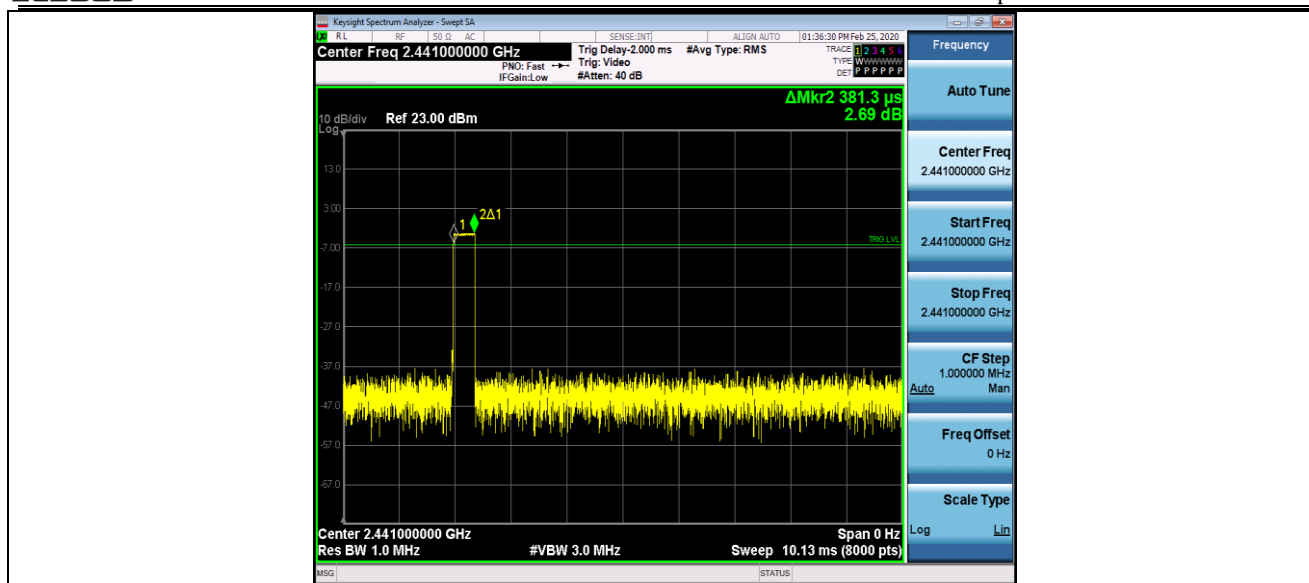 Keysight Spectrum Analyzer - Swept SA
RL RF 50 Ω AC SENSE:INT ALIGN AUTO 01:36:30 PM Feb 25, 2020
Center Freq 2.441000000 GHz
PNO: Fast
IFGain:Low
Trig Delay-2.000 ms
Trig: Video
#Atten: 40 dB
#Avg Type: RMS
TRACE 1 2 3 4 5 6
TYPE WWWWWW
DET P P P P P P
ΔMkr2 381.3 µs
2.69 dB
10 dB/div
Log
Ref 23.00 dBm
13.0
3.00
-7.00
-17.0
-27.0
-37.0
-47.0
-57.0
-67.0
1
2Δ1
TRIG LVL
Center 2.441000000 GHz
Span 0 Hz
Res BW 1.0 MHz
#VBW 3.0 MHz
Sweep 10.13 ms (8000 pts)
MSG
STATUS
Frequency
Auto Tune
Center Freq
2.441000000 GHz
Start Freq
2.441000000 GHz
Stop Freq
2.441000000 GHz
CF Step
1.000000 MHz
Auto Man
Freq Offset
0 Hz
Scale Type
Log Lin